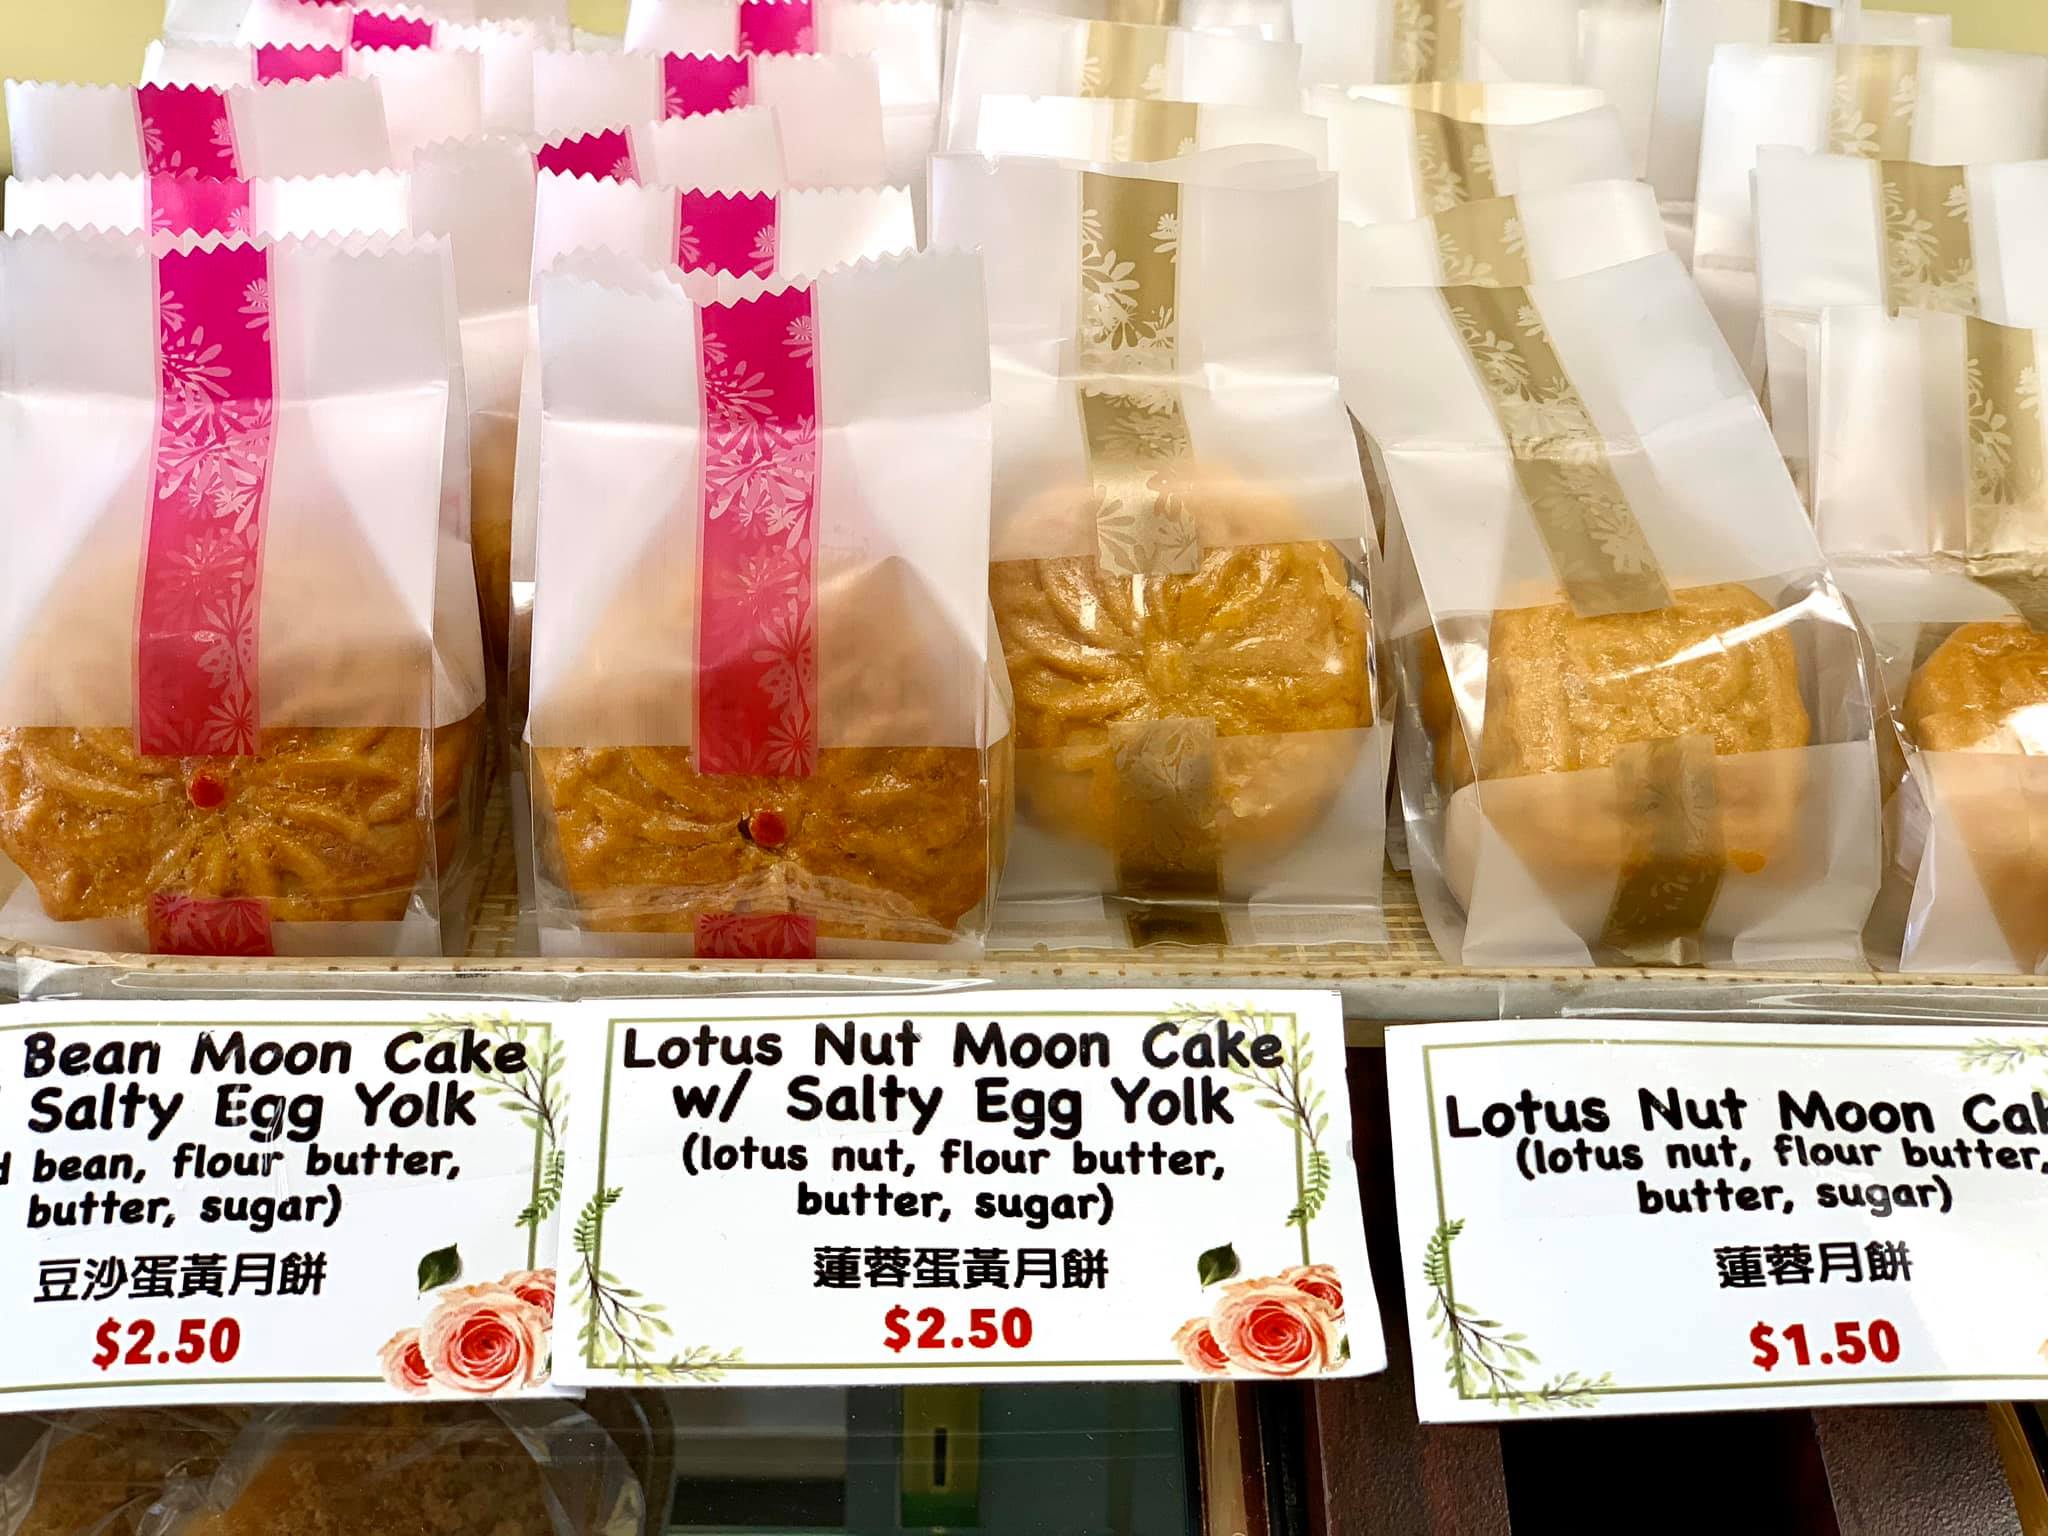 Bean Moon Cake
Salty Egg Yolk
bean, flour butter,
butter, sugar)
豆沙蛋黃月餅
$2.50
Lotus Nut Moon Cake
w/ Salty Egg Yolk
(lotus nut, flour butter,
butter, sugar)
蓮蓉蛋黃月餅
$2.50
Lotus Nut Moon
(lotus nut, flour butter,
butter, sugar)
蓮蓉月餅
$1.50